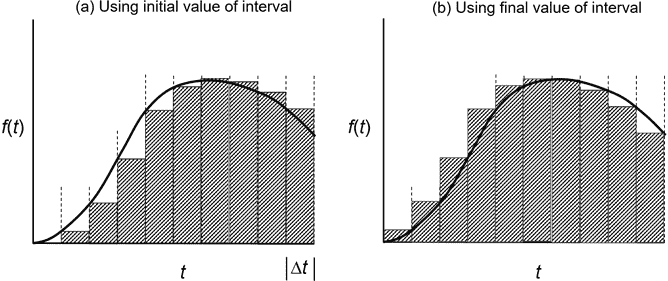 (a) Using initial value of interval
(b) Using final value of interval
f(t)
f(t)
t
|Δt|
t